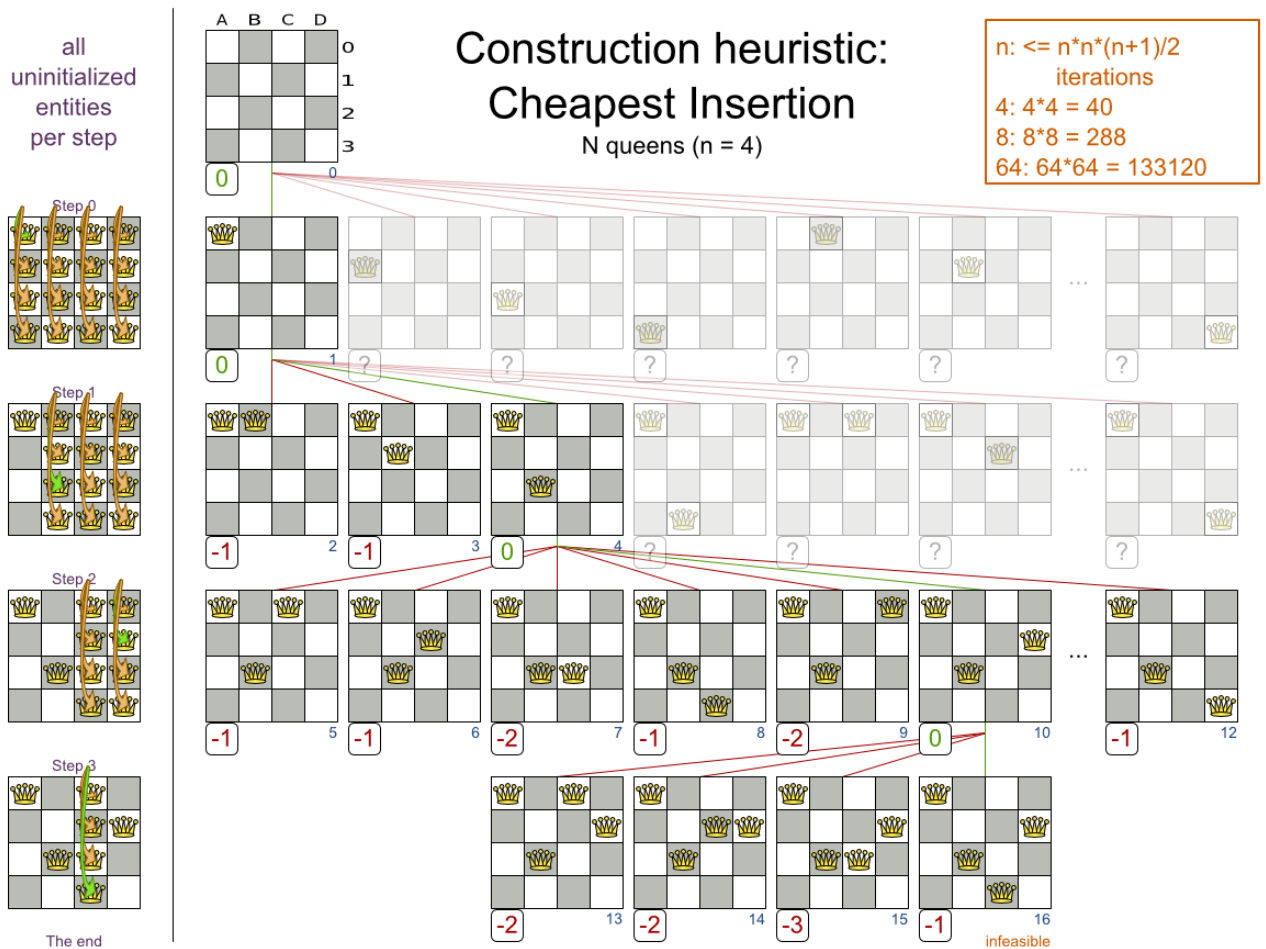 all
uninitialized
entities
per step
A B C D
0
1
2
3
Construction heuristic:
Cheapest Insertion
N queens (n = 4)
n: <= n*n*(n+1)/2
iterations
4: 4*4 = 40
8: 8*8 = 288
64: 64*64 = 133120
0 0
Step 0
...
0 1 ? ? ? ? ? ?
Step 1
...
-1 2 -1 3 0 4 ? ? ? ?
Step 2
...
-1 5 -1 6 -2 7 -1 8 -2 9 0 10 -1 12
Step 3
-2 13 -2 14 -3 15 -1 16
The end
infeasible